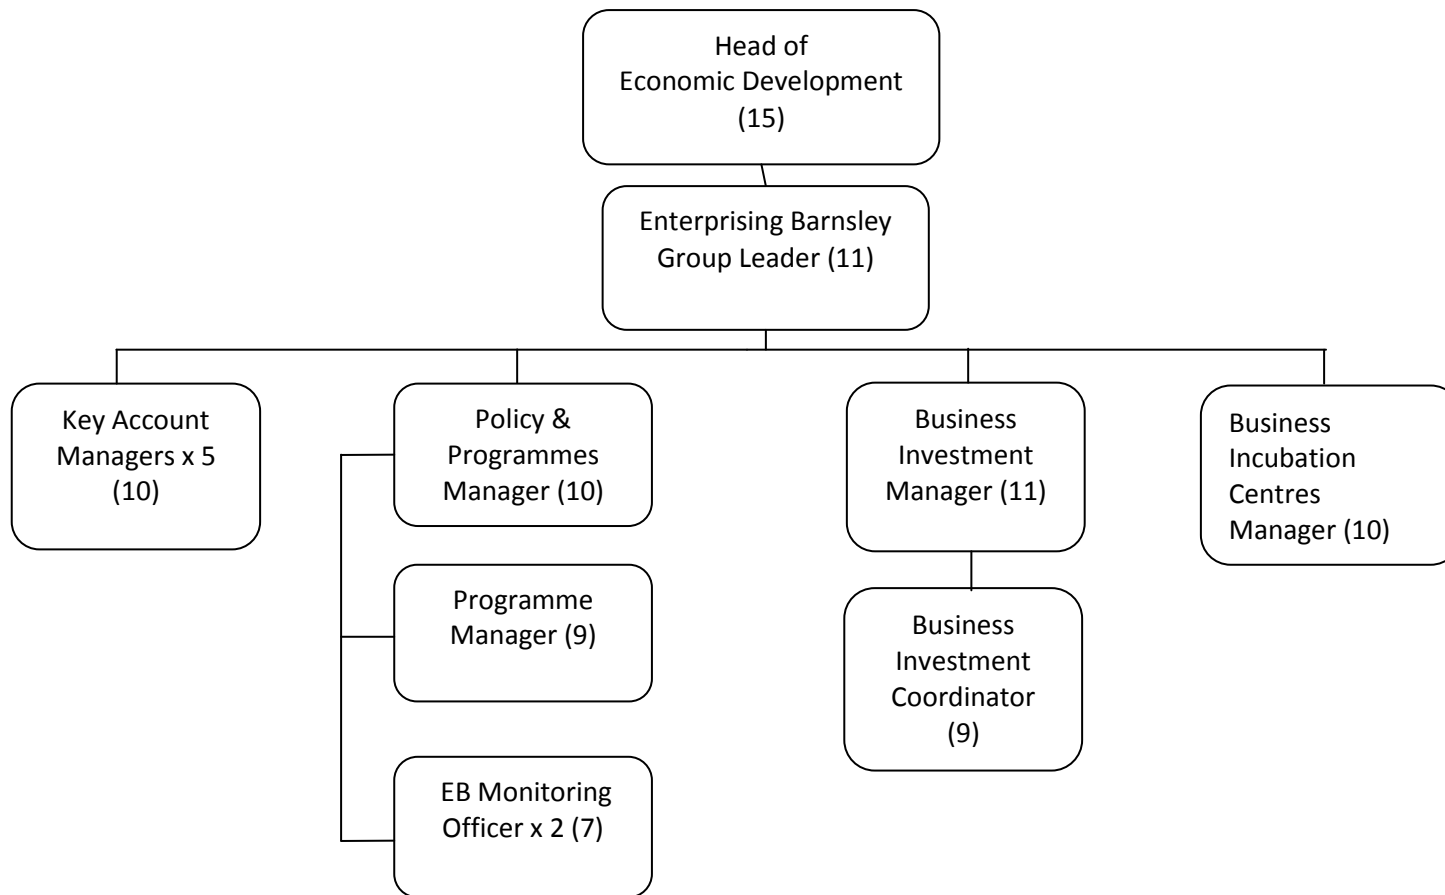 Head of
Economic Development
(15)
Enterprising Barnsley
Group Leader (11)
Key Account
Managers x 5
(10)
Policy &
Programmes
Manager (10)
Business
Investment
Manager (11)
Business
Incubation
Centres
Manager (10)
Programme
Manager (9)
Business
Investment
Coordinator
(9)
EB Monitoring
Officer x 2 (7)